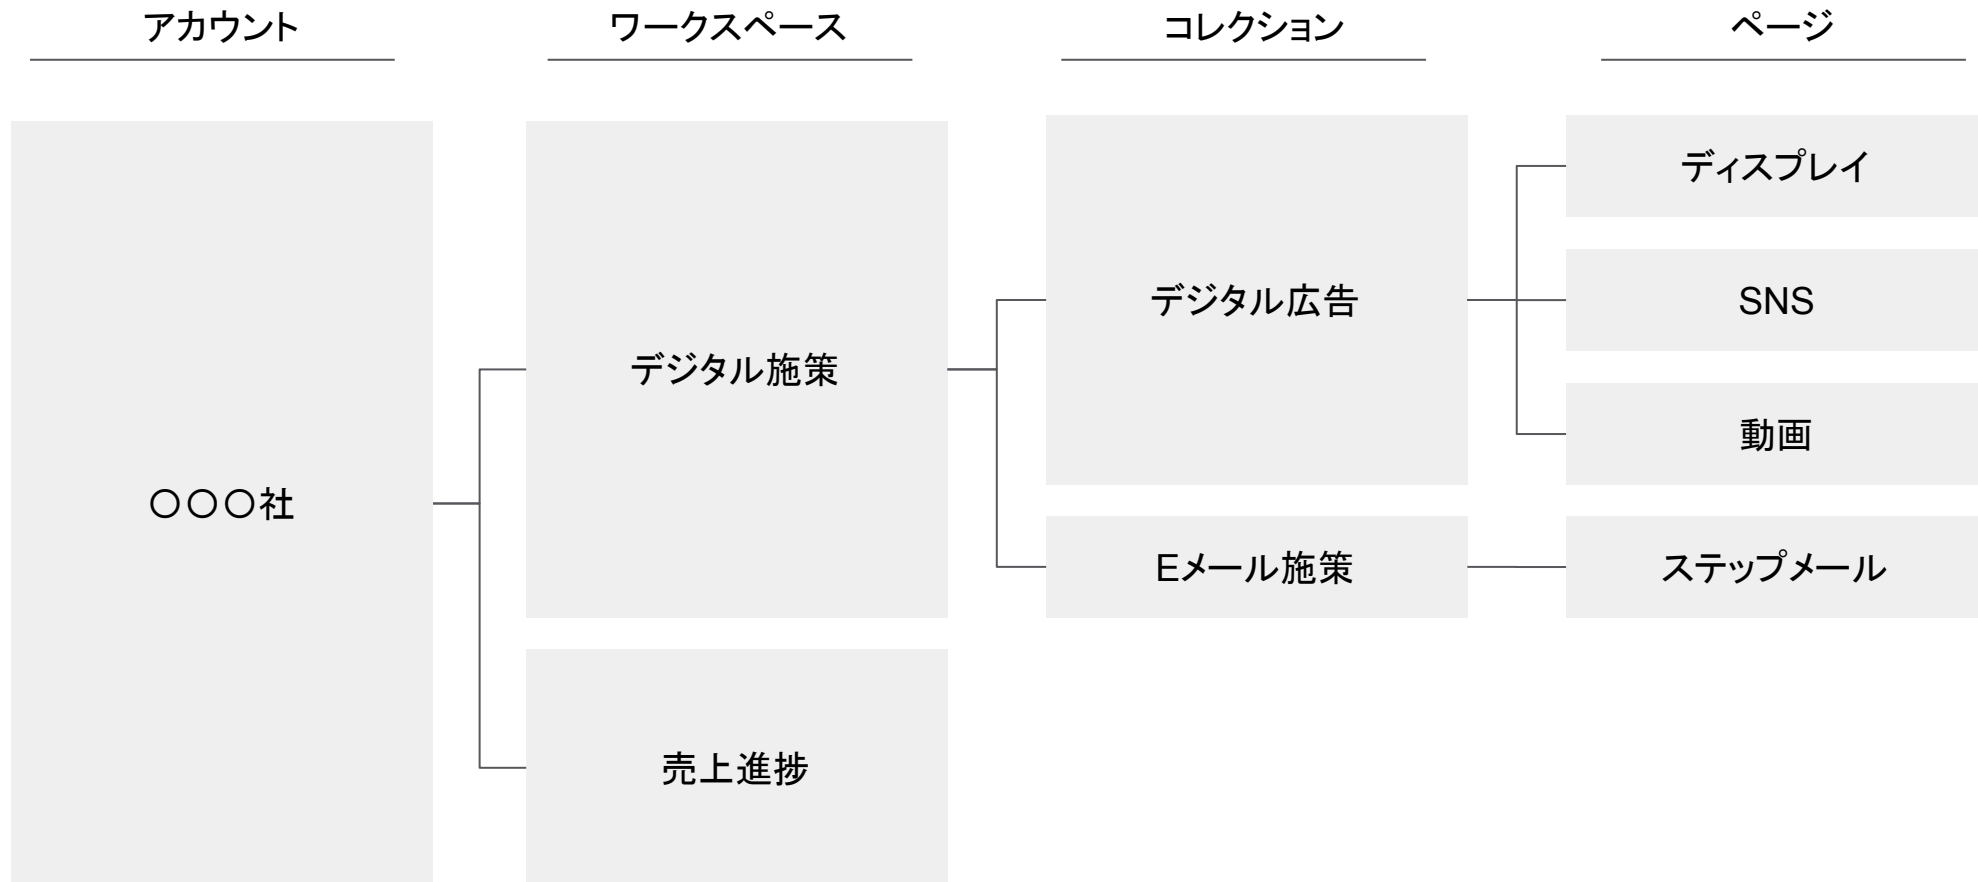 アカウント
ワークスペース
コレクション
ページ
〇〇〇社
デジタル施策
売上進捗
デジタル広告
Eメール施策
ディスプレイ
SNS
動画
ステップメール